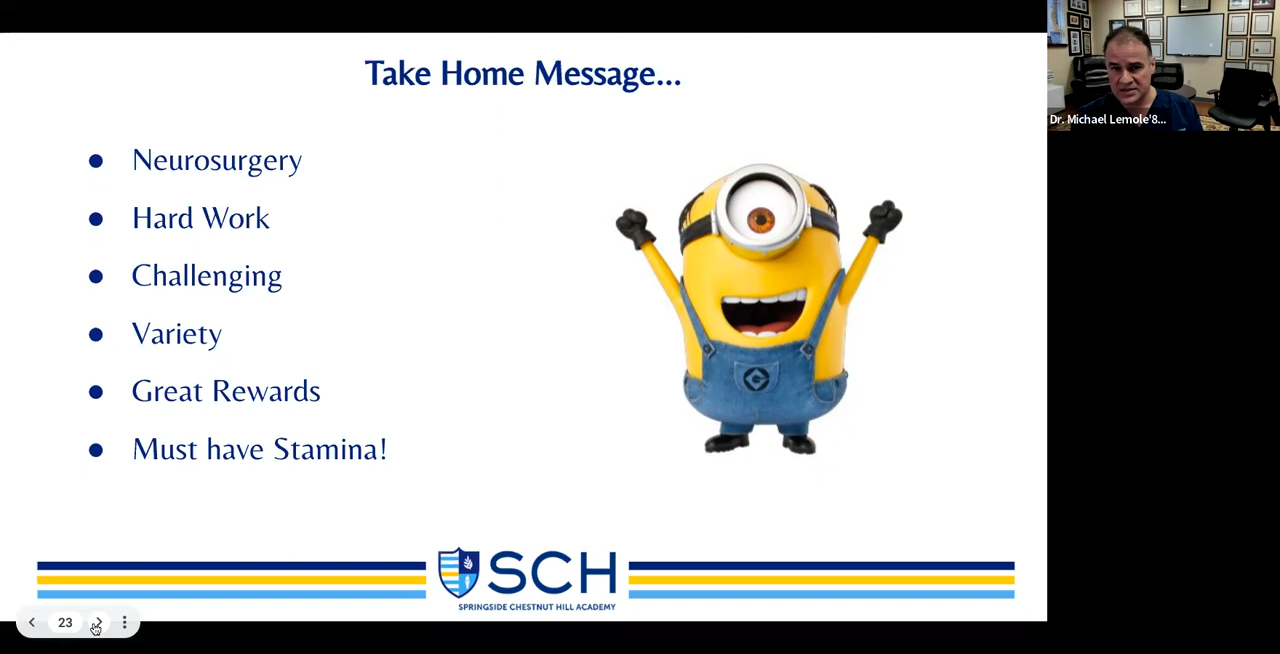 Take Home Message...
Dr. Michael Lemole'8...
● Neurosurgery
● Hard Work
● Challenging
● Variety
● Great Rewards
● Must have Stamina!
SCH
SPRINGSIDE CHESTNUT HILL ACADEMY
23